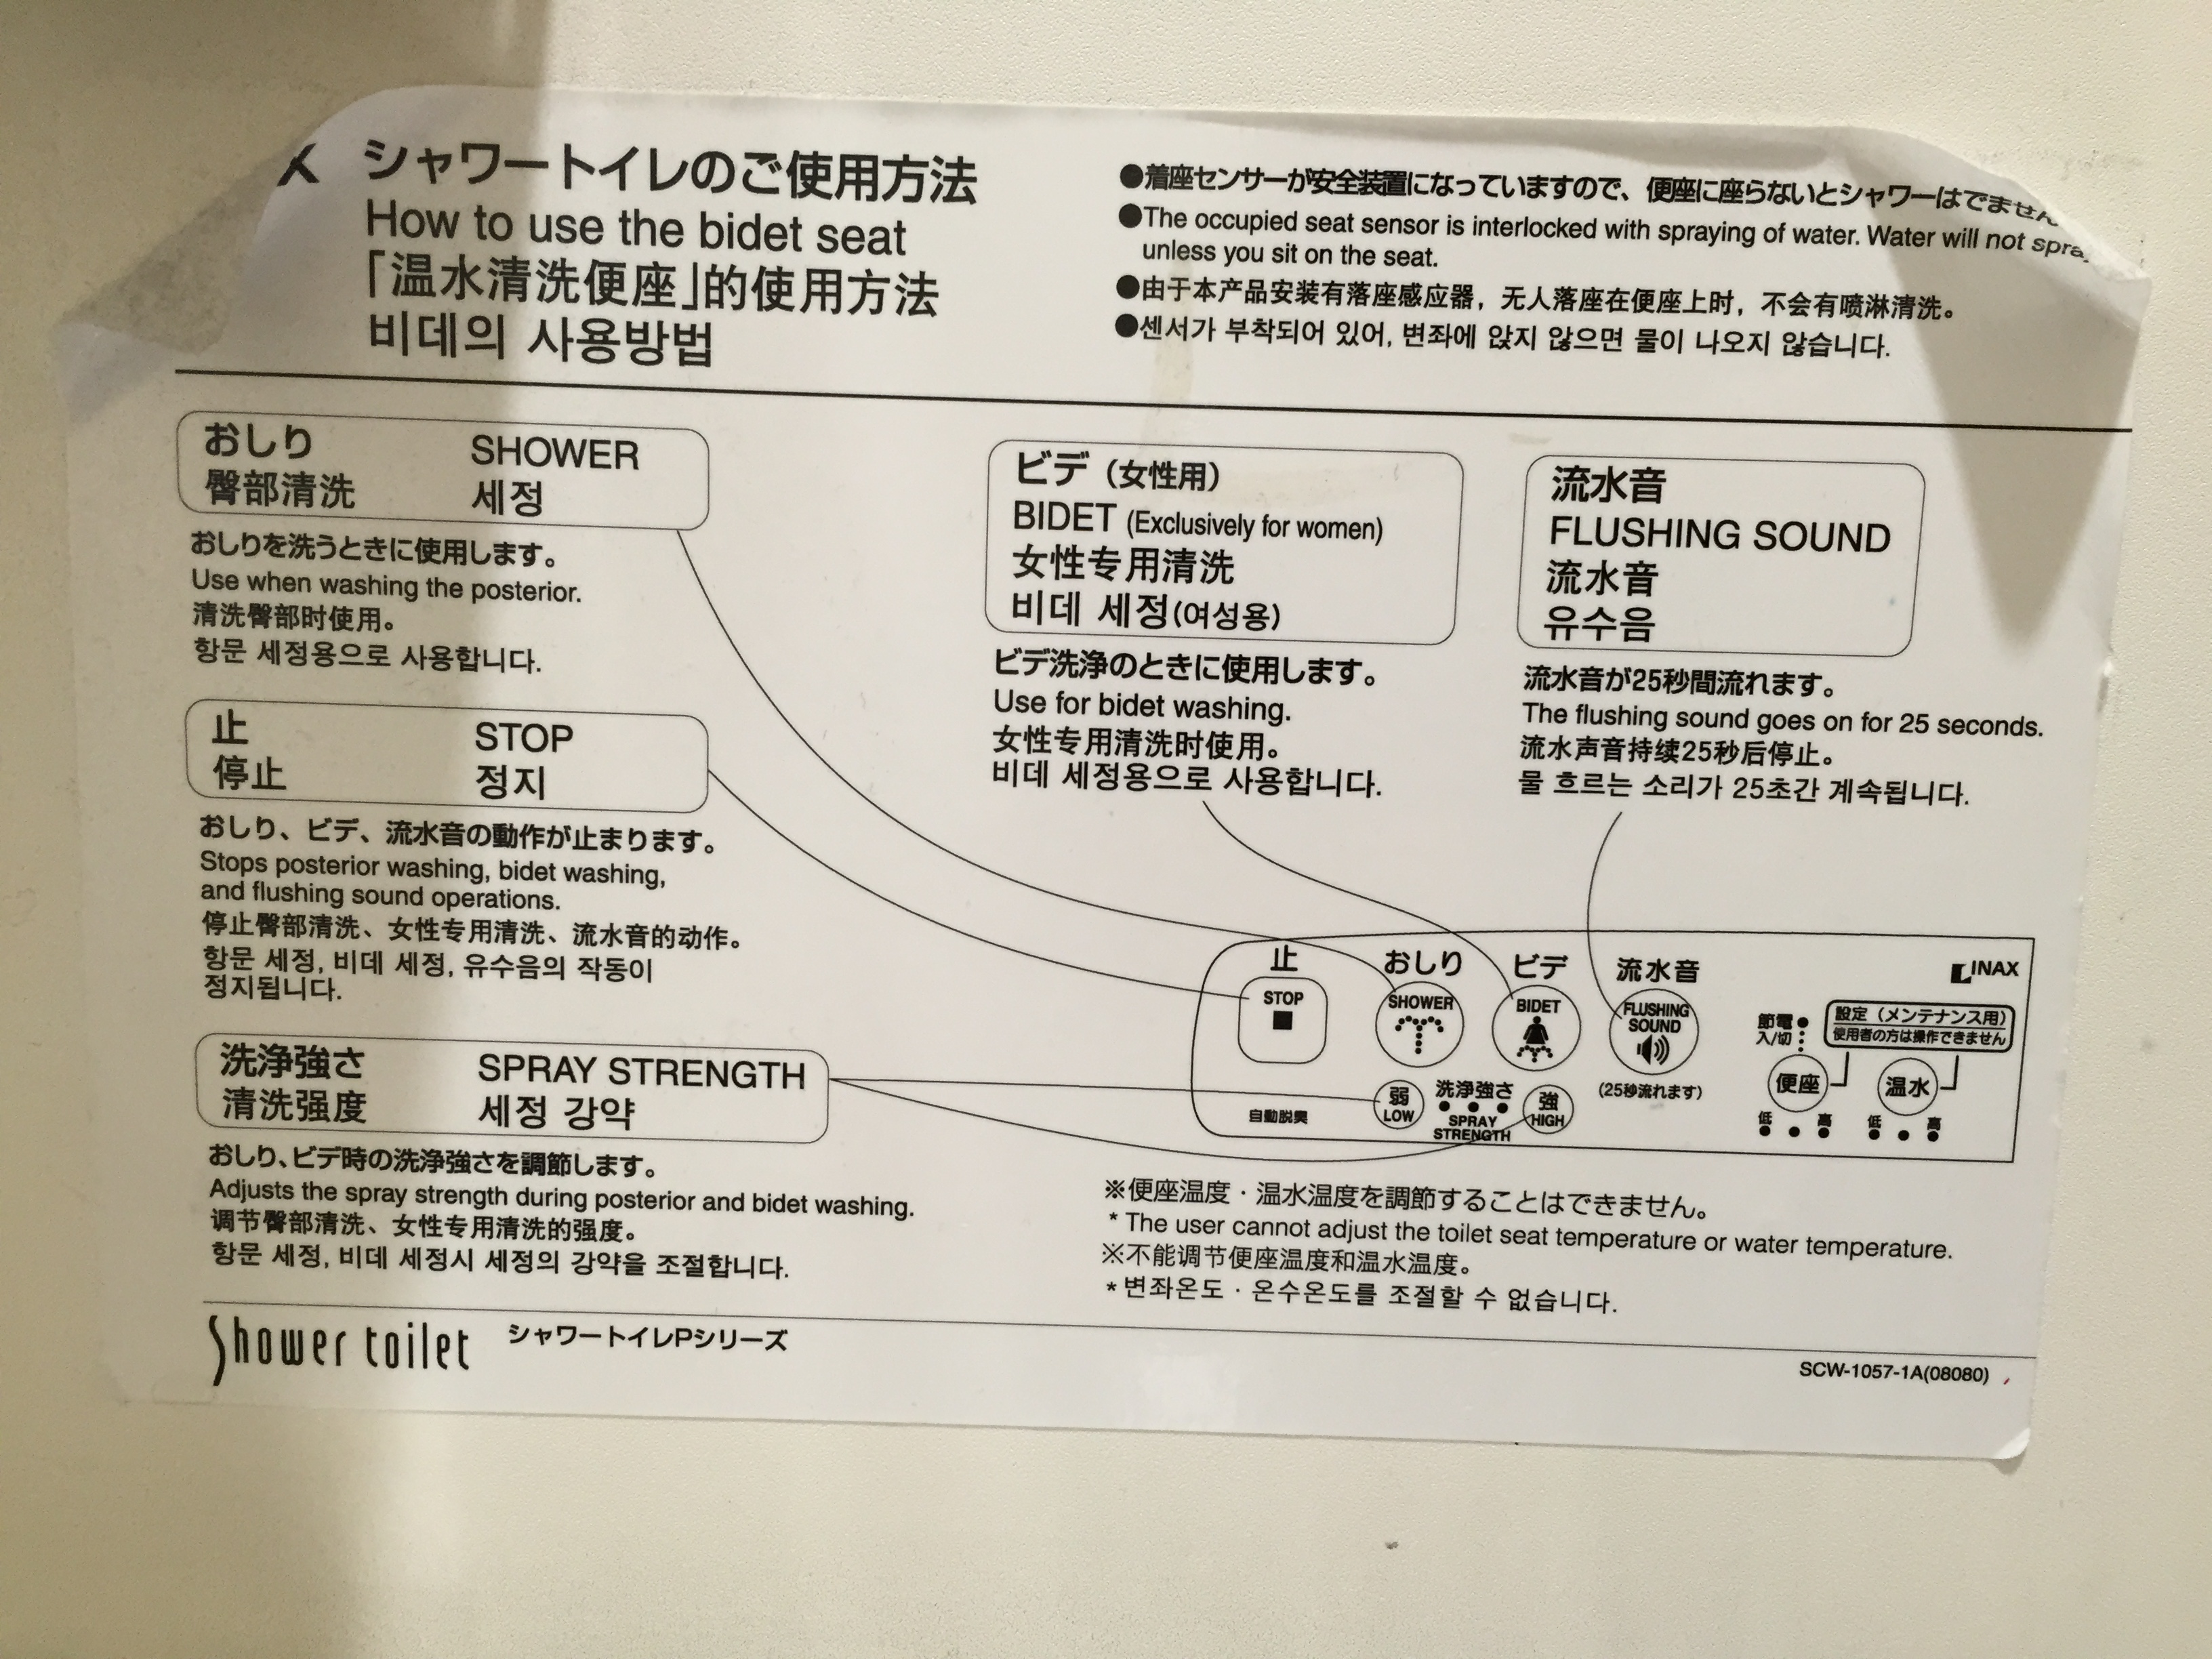 X
シャワートイレのご使用方法
How to use the bidet seat
「温水清洗便座」的使用方法
비데의 사용방법
●着座センサーが安全装置になっていますので、便座に座らないとシャワーはでません
●The occupied seat sensor is interlocked with spraying of water. Water will not spra
unless you sit on the seat.
●由于本产品安装有落座感应器，无人落座在便座上时，不会有喷淋清洗。
●센서가 부착되어 있어, 변좌에 앉지 않으면 물이 나오지 않습니다.
おしり SHOWER
臀部清洗 세정
おしりを洗うときに使用します。
Use when washing the posterior.
清洗臀部时使用。
항문 세정용으로 사용합니다.
止 STOP
停止 정지
おしり、ビデ、流水音の動作が止まります。
Stops posterior washing, bidet washing,
and flushing sound operations.
停止臀部清洗、女性专用清洗、流水音的动作。
항문 세정, 비데 세정, 유수음의 작동이
정지됩니다.
洗浄強さ SPRAY STRENGTH
清洗强度 세정 강약
おしり、ビデ時の洗浄強さを調節します。
Adjusts the spray strength during posterior and bidet washing.
调节臀部清洗、女性专用清洗的强度。
항문 세정, 비데 세정시 세정의 강약을 조절합니다.
ビデ（女性用）
BIDET (Exclusively for women)
女性专用清洗
비데 세정(여성용)
ビデ洗浄のときに使用します。
Use for bidet washing.
女性专用清洗时使用。
비데 세정용으로 사용합니다.
流水音
FLUSHING SOUND
流水音
유수음
流水音が25秒間流れます。
The flushing sound goes on for 25 seconds.
流水声音持续25秒后停止。
물 흐르는 소리가 25초간 계속됩니다.
止 おしり ビデ 流水音
INAX
STOP
SHOWER
BIDET
FLUSHING
SOUND
節電
入/切
設定（メンテナンス用）
使用者の方は操作できません
便座 温水
低 高 低 高
自動脱臭
弱
LOW
洗浄強さ
SPRAY
STRENGTH
強
HIGH
(25秒流れます)
※便座温度・温水温度を調節することはできません。
* The user cannot adjust the toilet seat temperature or water temperature.
※不能调节便座温度和温水温度。
* 변좌온도・온수온도를 조절할 수 없습니다.
Shower toilet シャワートイレPシリーズ
SCW-1057-1A(08080)